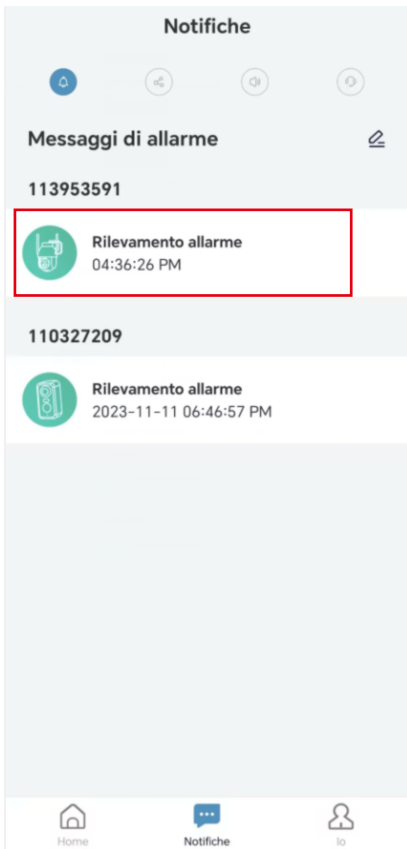 Notifiche
Messaggi di allarme
113953591
Rilevamento allarme
04:36:26 PM
110327209
Rilevamento allarme
2023-11-11 06:46:57 PM
Home
Notifiche
Io